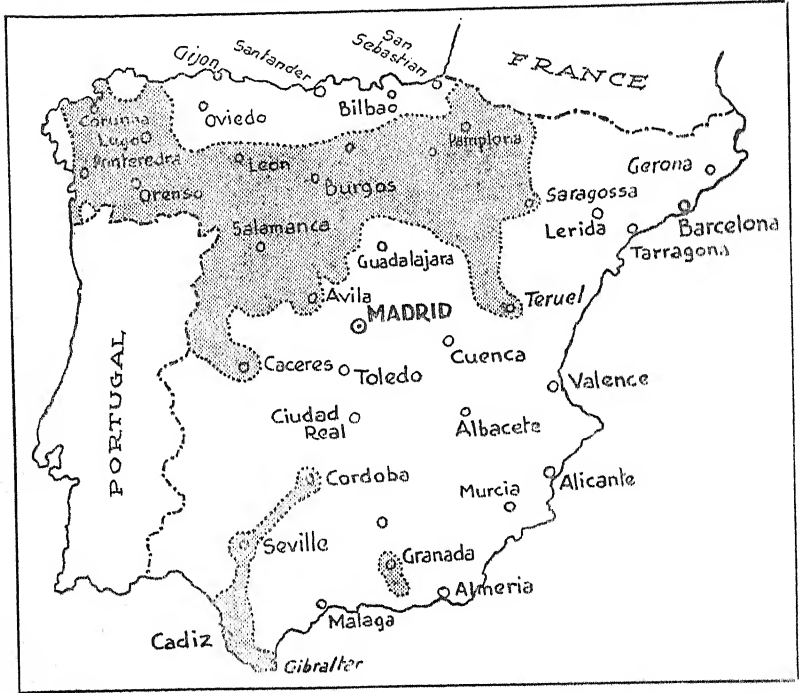 Gijon
Santander
San
Sebastian
FRANCE
Corunna
Oviedo
Bilbao
Lugo
Pamplona
Ponteredra
Leon
Gerona
Orenso
Burgos
Saragossa
Lerida
Barcelona
Salamanca
Tarragona
Guadalajara
Avila
Teruel
MADRID
PORTUGAL
Cuenca
Caceres
Toledo
Valence
Ciudad
Real
Albacete
Cordoba
Murcia
Alicante
Seville
Granada
Almeria
Malaga
Cadiz
Gibralter